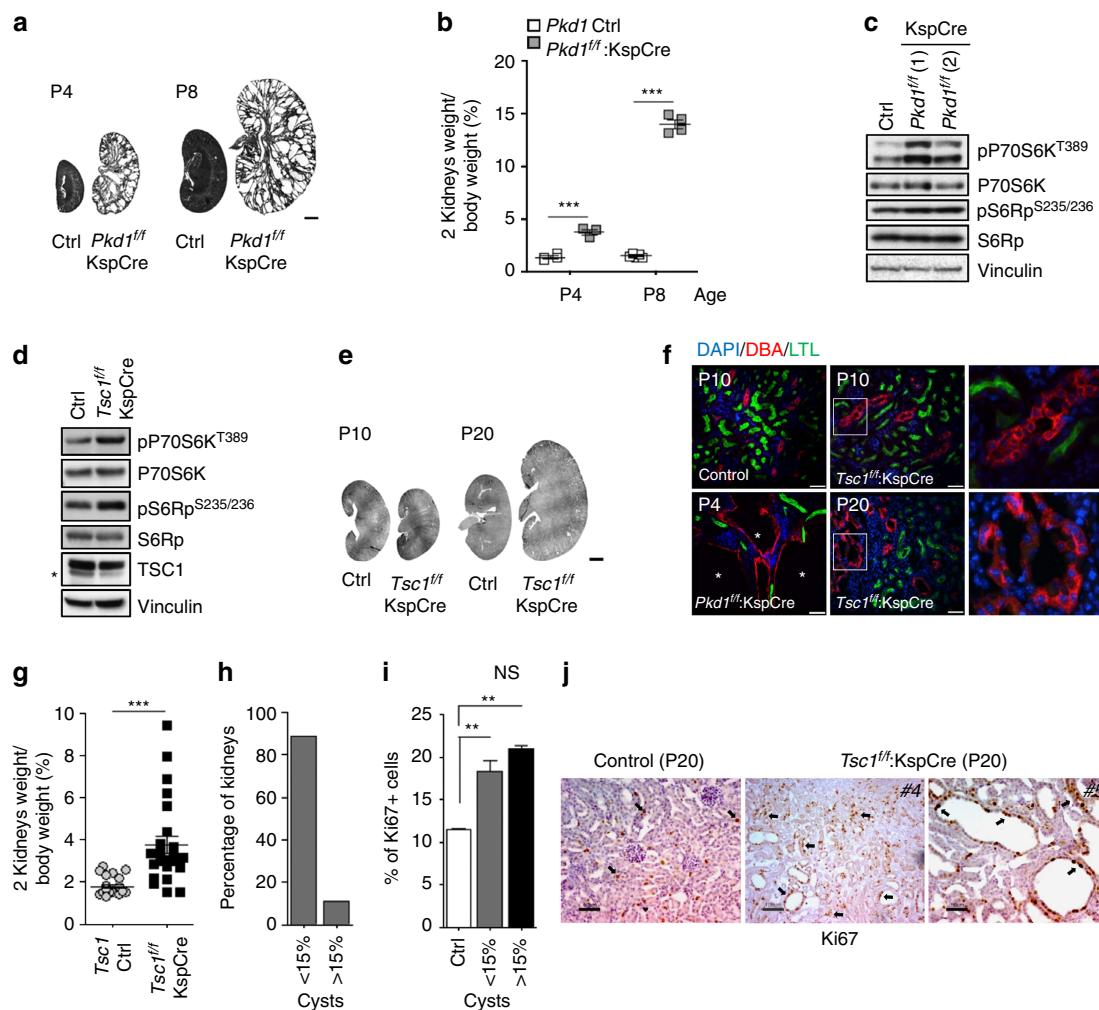 a
P4
P8
Ctrl Pkd1f/f KspCre
Ctrl Pkd1f/f KspCre
b
Pkd1 Ctrl
Pkd1f/f:KspCre
2 Kidneys weight/
body weight (%)
20
15
10
5
0
***
***
P4 P8 Age
c
KspCre
Ctrl
Pkd1f/f (1)
Pkd1f/f (2)
pP70S6KT389
P70S6K
pS6RpS235/236
S6Rp
Vinculin
d
Ctrl
Tsc1f/f
KspCre
pP70S6KT389
P70S6K
pS6RpS235/236
S6Rp
* TSC1
Vinculin
e
P10
P20
Ctrl Tsc1f/f KspCre
Ctrl Tsc1f/f KspCre
f
DAPI/DBA/LTL
P10
Control
P10
Tsc1f/f:KspCre
P4
* * *
Pkd1f/f:KspCre
P20
Tsc1f/f:KspCre
g
2 Kidneys weight/
body weight (%)
10
8
6
4
2
0
***
Tsc1 Ctrl
Tsc1f/f KspCre
h
Percentage of kidneys
100
80
60
40
20
0
<15%
>15%
Cysts
i
NS
**
**
% of Ki67+ cells
25
20
15
10
5
0
Ctrl
<15%
>15%
Cysts
j
Control (P20)
Tsc1f/f:KspCre (P20)
#4
Ki67